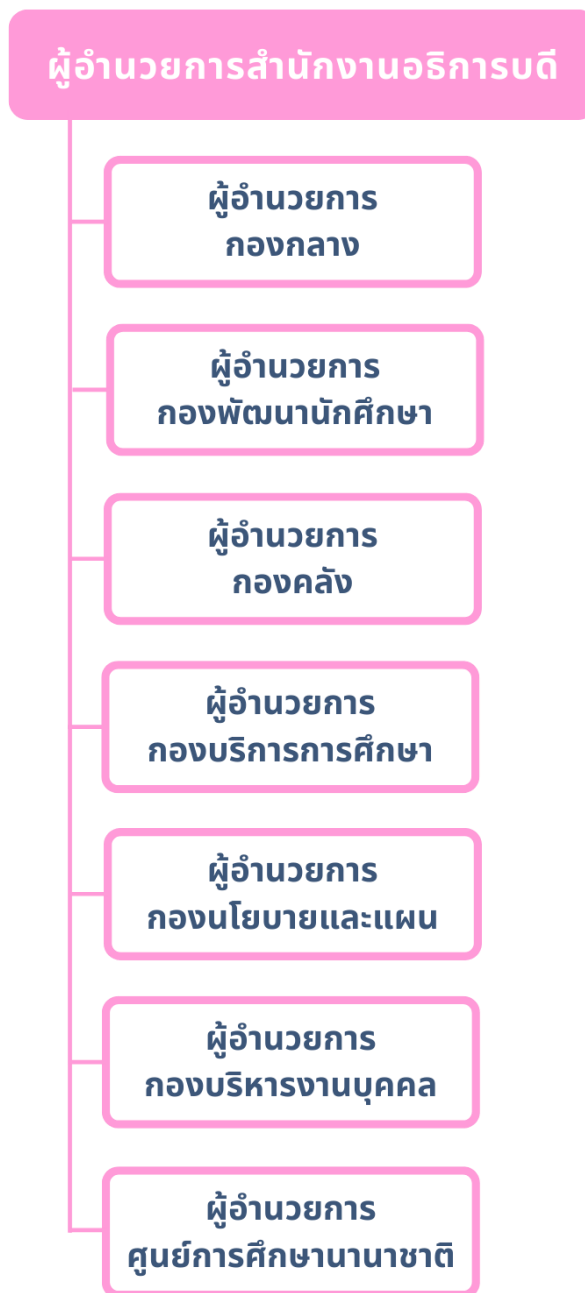 ผู้อำนวยการสำนักงานอธิการบดี
ผู้อำนวยการ
กองกลาง
ผู้อำนวยการ
กองพัฒนานักศึกษา
ผู้อำนวยการ
กองคลัง
ผู้อำนวยการ
กองบริการการศึกษา
ผู้อำนวยการ
กองนโยบายและแผน
ผู้อำนวยการ
กองบริหารงานบุคคล
ผู้อำนวยการ
ศูนย์การศึกษานานาชาติ